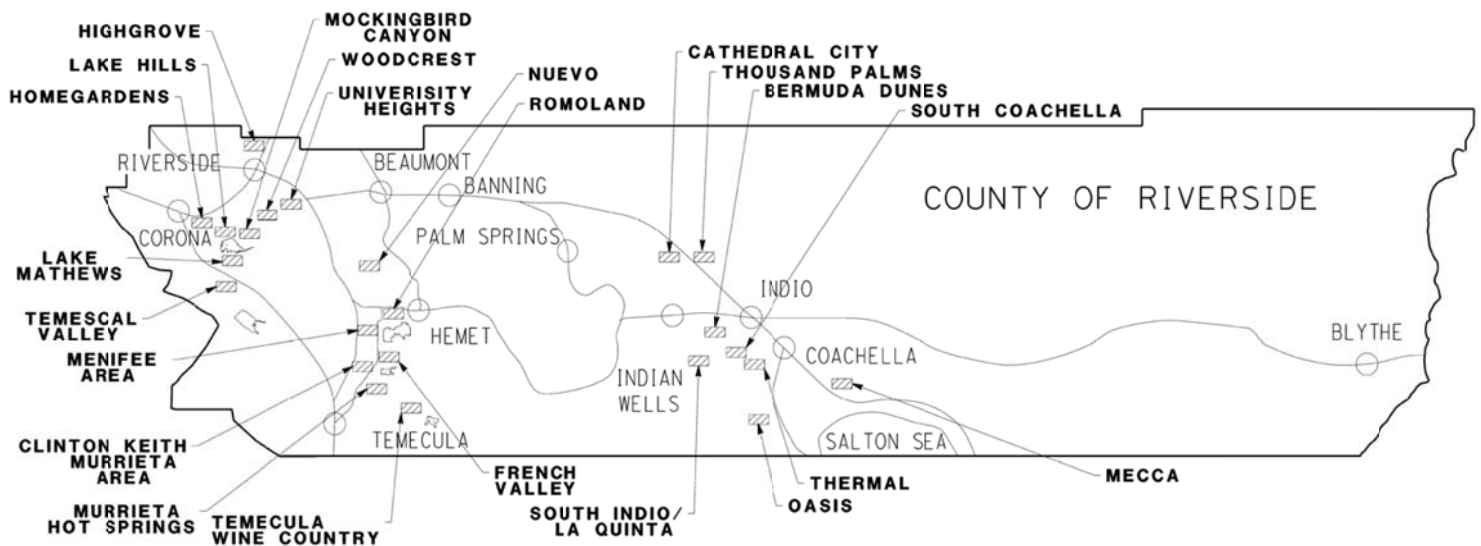 MOCKINGBIRD
CANYON
HIGHGROVE
WOODCREST
LAKE HILLS
HOMEGARDENS
UNIVERISITY
HEIGHTS
NUEVO
ROMOLAND
CATHEDRAL CITY
THOUSAND PALMS
BERMUDA DUNES
SOUTH COACHELLA
RIVERSIDE
BEAUMONT
BANNING
COUNTY OF RIVERSIDE
CORONA
PALM SPRINGS
LAKE
MATHEWS
INDIO
TEMESCAL
VALLEY
HEMET
BLYTHE
MENIFEE
AREA
COACHELLA
INDIAN
WELLS
CLINTON KEITH
MURRIETA
AREA
TEMECULA
SALTON SEA
FRENCH
VALLEY
MECCA
THERMAL
OASIS
MURRIETA
HOT SPRINGS
TEMECULA
WINE COUNTRY
SOUTH INDIO/
LA QUINTA